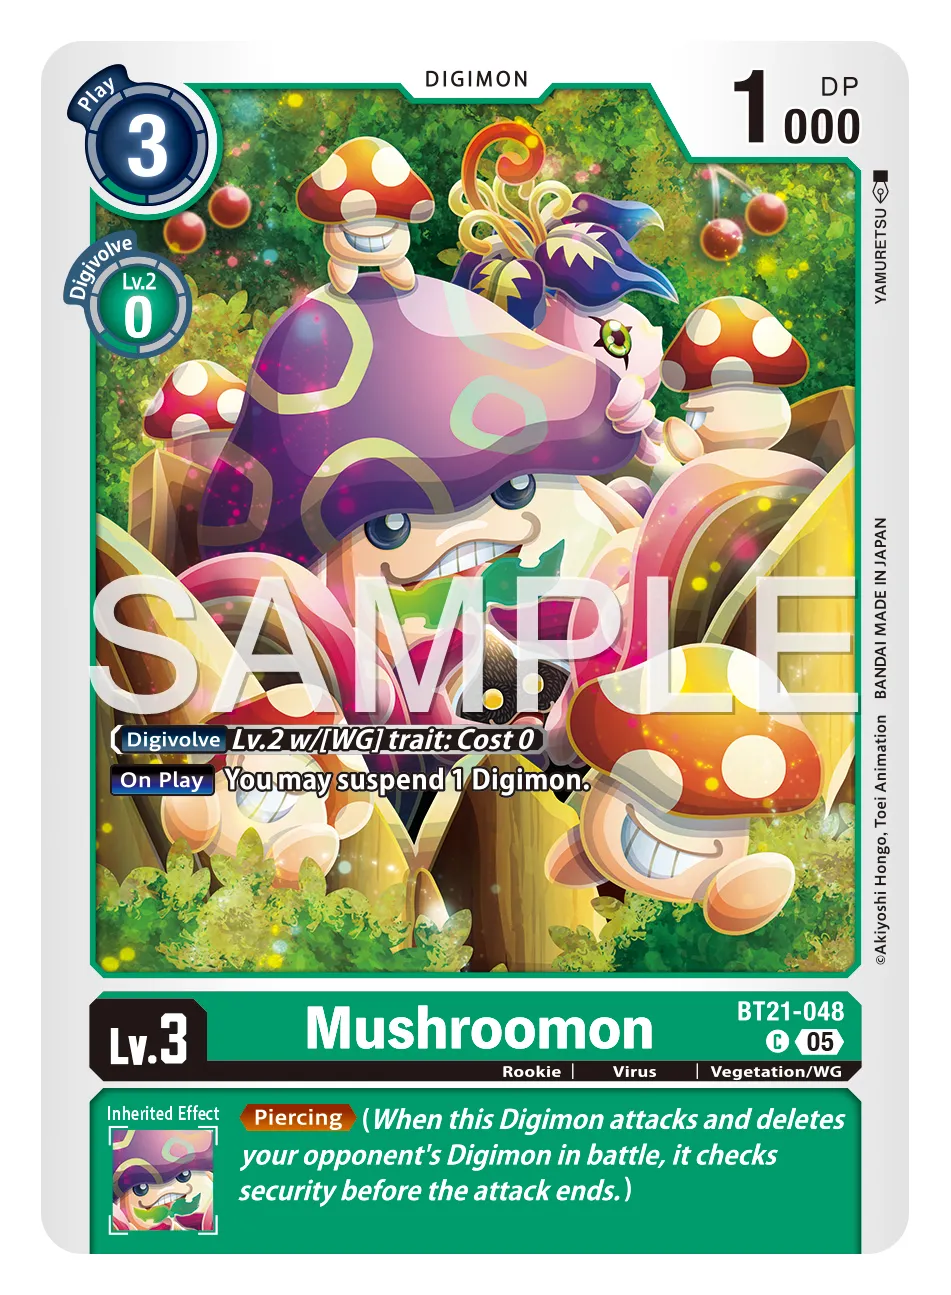 DIGIMON
Play
3
1000
DP
Digivolve
Lv.2
0
YAMURETSU
BANDAI MADE IN JAPAN
©Akiyoshi Hongo, Toei Animation
SAMPLE
Digivolve Lv.2 w/[WG] trait: Cost 0
On Play You may suspend 1 Digimon.
Lv.3
Mushroomon
BT21-048
C 05
Rookie | Virus | Vegetation/WG
Inherited Effect
Piercing (When this Digimon attacks and deletes
your opponent's Digimon in battle, it checks
security before the attack ends.)